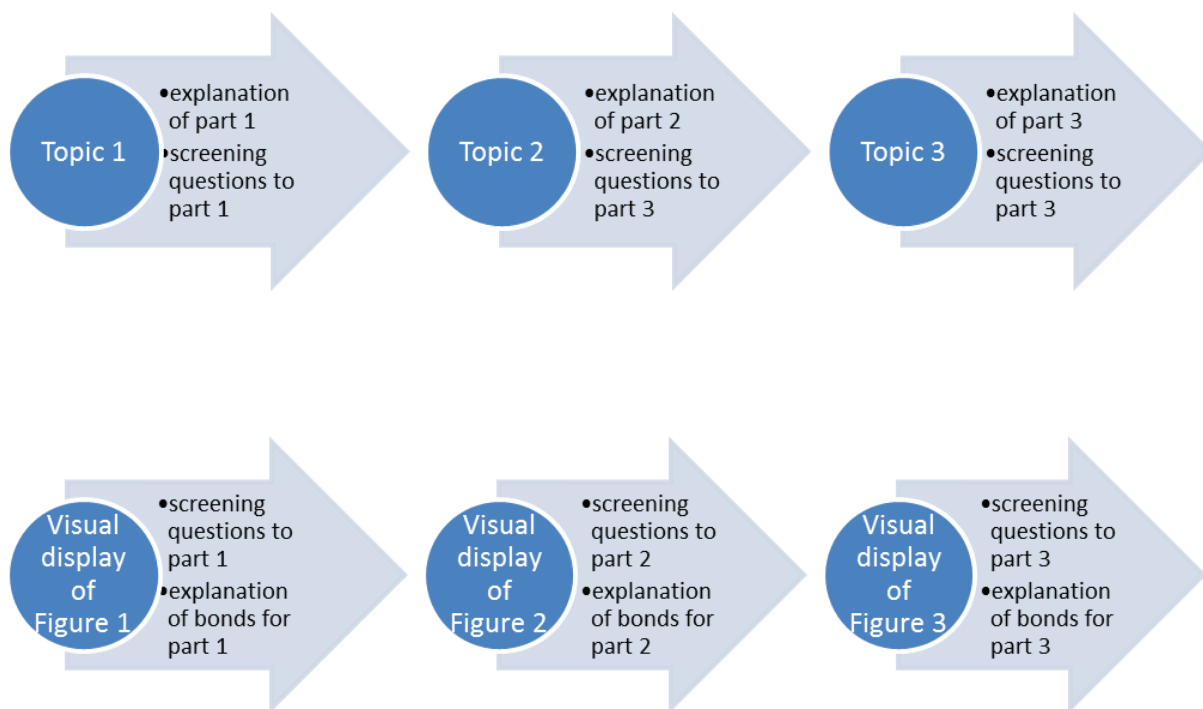 Topic 1
•explanation
of part 1
•screening
questions to
part 1
Topic 2
•explanation
of part 2
•screening
questions to
part 3
Topic 3
•explanation
of part 3
•screening
questions to
part 3
Visual
display
of
Figure 1
•screening
questions to
part 1
•explanation
of bonds for
part 1
Visual
display
of
Figure 2
•screening
questions to
part 2
•explanation
of bonds for
part 2
Visual
display
of
Figure 3
•screening
questions to
part 3
•explanation
of bonds for
part 3